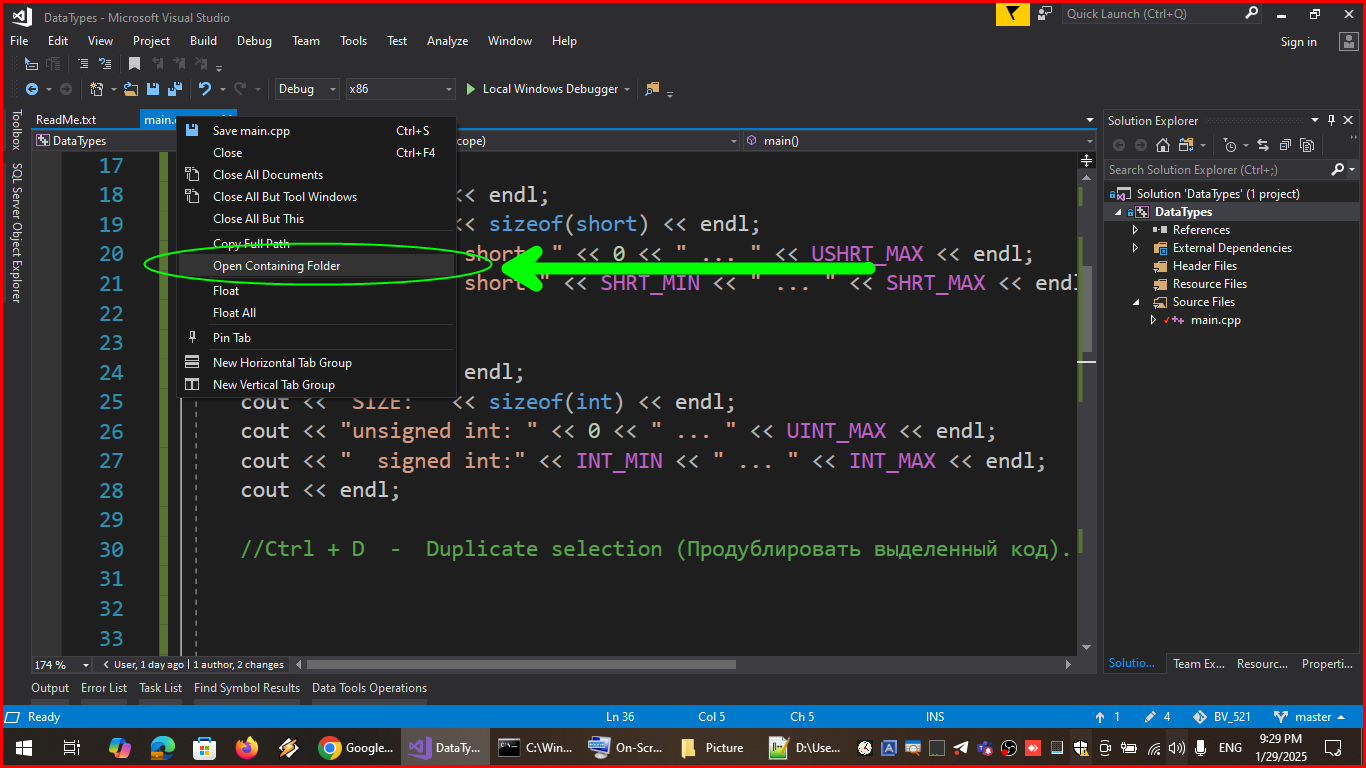 DataTypes - Microsoft Visual Studio
Quick Launch (Ctrl+Q)
File Edit View Project Build Debug Team Tools Test Analyze Window Help
Sign in
Debug x86 Local Windows Debugger
Toolbox
SQL Server Object Explorer
ReadMe.txt
main.c
DataTypes
cope)
main()
Save main.cpp Ctrl+S
Close Ctrl+F4
Close All Documents
Close All But Tool Windows
Close All But This
Copy Full Path
Open Containing Folder
Float
Float All
Pin Tab
New Horizontal Tab Group
New Vertical Tab Group
17
18 << endl;
19 << sizeof(short) << endl;
20 short: " << 0 << " ... " << USHRT_MAX << endl;
21 short:" << SHRT_MIN << " ... " << SHRT_MAX << endl
22
23
24 endl;
25 cout << "SIZE: " << sizeof(int) << endl;
26 cout << "unsigned int: " << 0 << " ... " << UINT_MAX << endl;
27 cout << "  signed int:" << INT_MIN << " ... " << INT_MAX << endl;
28 cout << endl;
29
30 //Ctrl + D  -  Duplicate selection (Продублировать выделенный код).
31
32
33
174 % User, 1 day ago | 1 author, 2 changes
Solution Explorer
Search Solution Explorer (Ctrl+;)
Solution 'DataTypes' (1 project)
DataTypes
References
External Dependencies
Header Files
Resource Files
Source Files
main.cpp
Solutio... Team Ex... Resourc... Properti...
Output Error List Task List Find Symbol Results Data Tools Operations
Ready Ln 36 Col 5 Ch 5 INS 1 4 BV_521 master
Google... DataTy... C:\Win... On-Scr... Picture D:\Use... ENG
9:29 PM
1/29/2025